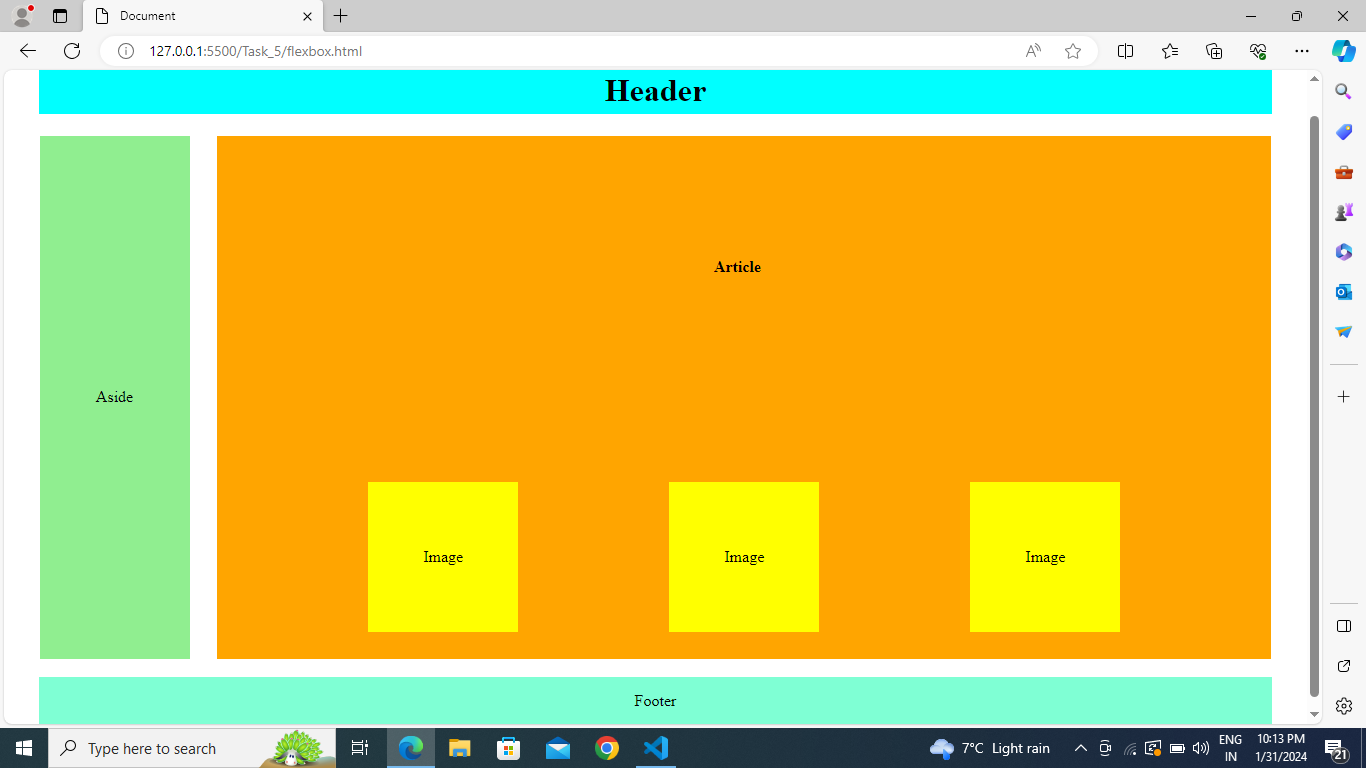 Document
127.0.0.1:5500/Task_5/flexbox.html
Header
Aside
Article
Image Image Image
Footer
Type here to search
7°C Light rain
ENG
IN
10:13 PM
1/31/2024
21